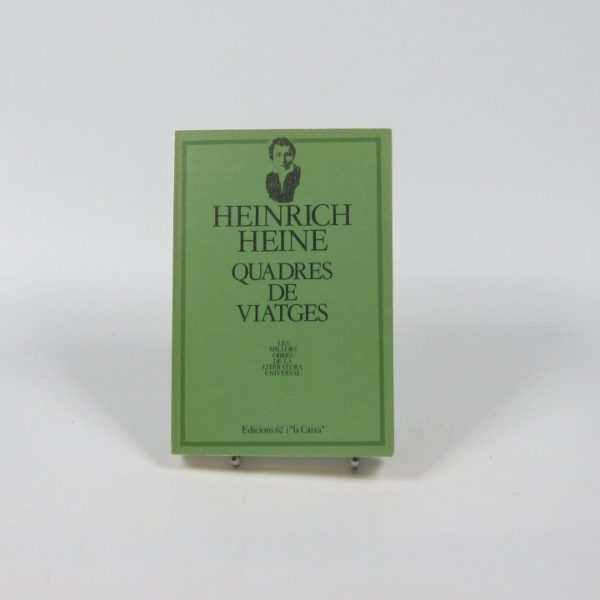 HEINRICH
HEINE
QUADRES
DE
VIATGES
LES
MILLORS
OBRES
DE LA
LITERATURA
UNIVERSAL
Edicions 62 i "la Caixa"